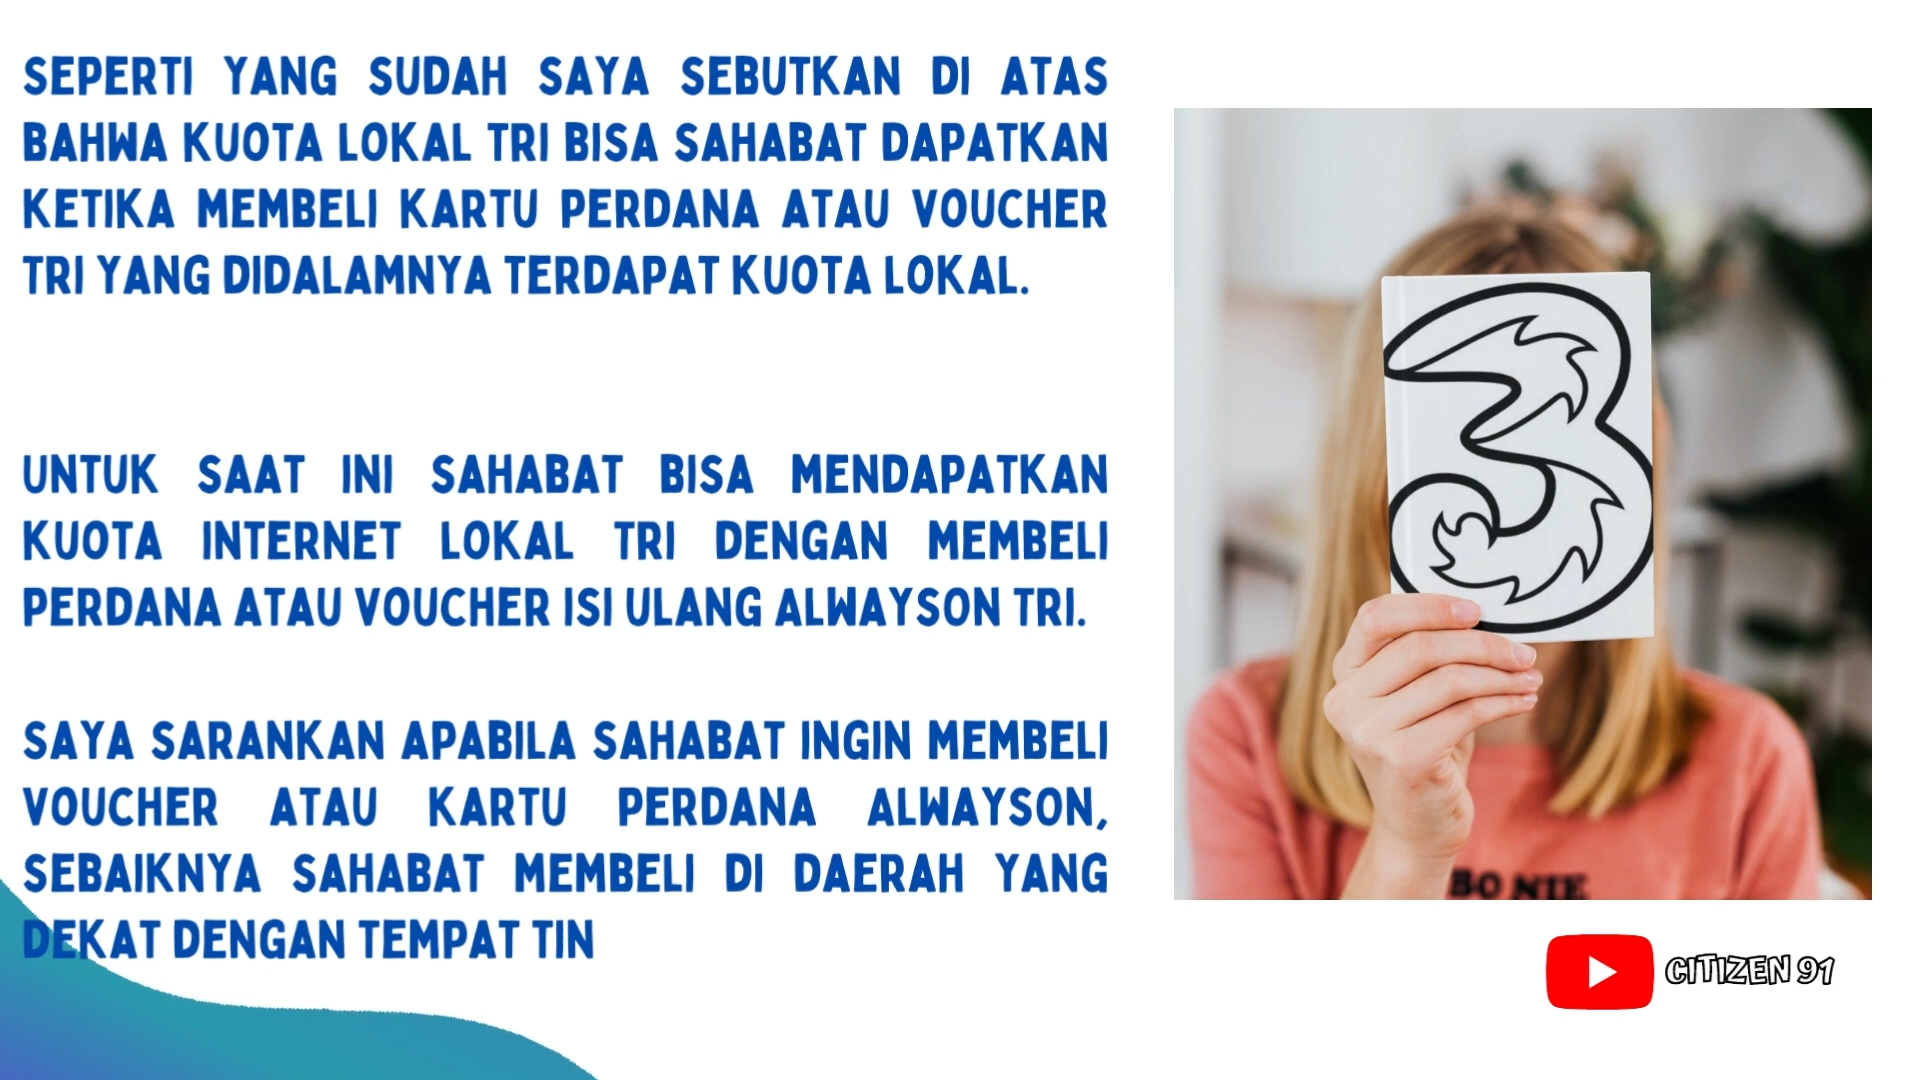 SEPERTI YANG SUDAH SAYA SEBUTKAN DI ATAS
BAHWA KUOTA LOKAL TRI BISA SAHABAT DAPATKAN
KETIKA MEMBELI KARTU PERDANA ATAU VOUCHER
TRI YANG DIDALAMNYA TERDAPAT KUOTA LOKAL.
UNTUK SAAT INI SAHABAT BISA MENDAPATKAN
KUOTA INTERNET LOKAL TRI DENGAN MEMBELI
PERDANA ATAU VOUCHER ISI ULANG ALWAYSON TRI.
SAYA SARANKAN APABILA SAHABAT INGIN MEMBELI
VOUCHER ATAU KARTU PERDANA ALWAYSON,
SEBAIKNYA SAHABAT MEMBELI DI DAERAH YANG
DEKAT DENGAN TEMPAT TIN
3
BO NIE
CITIZEN 91